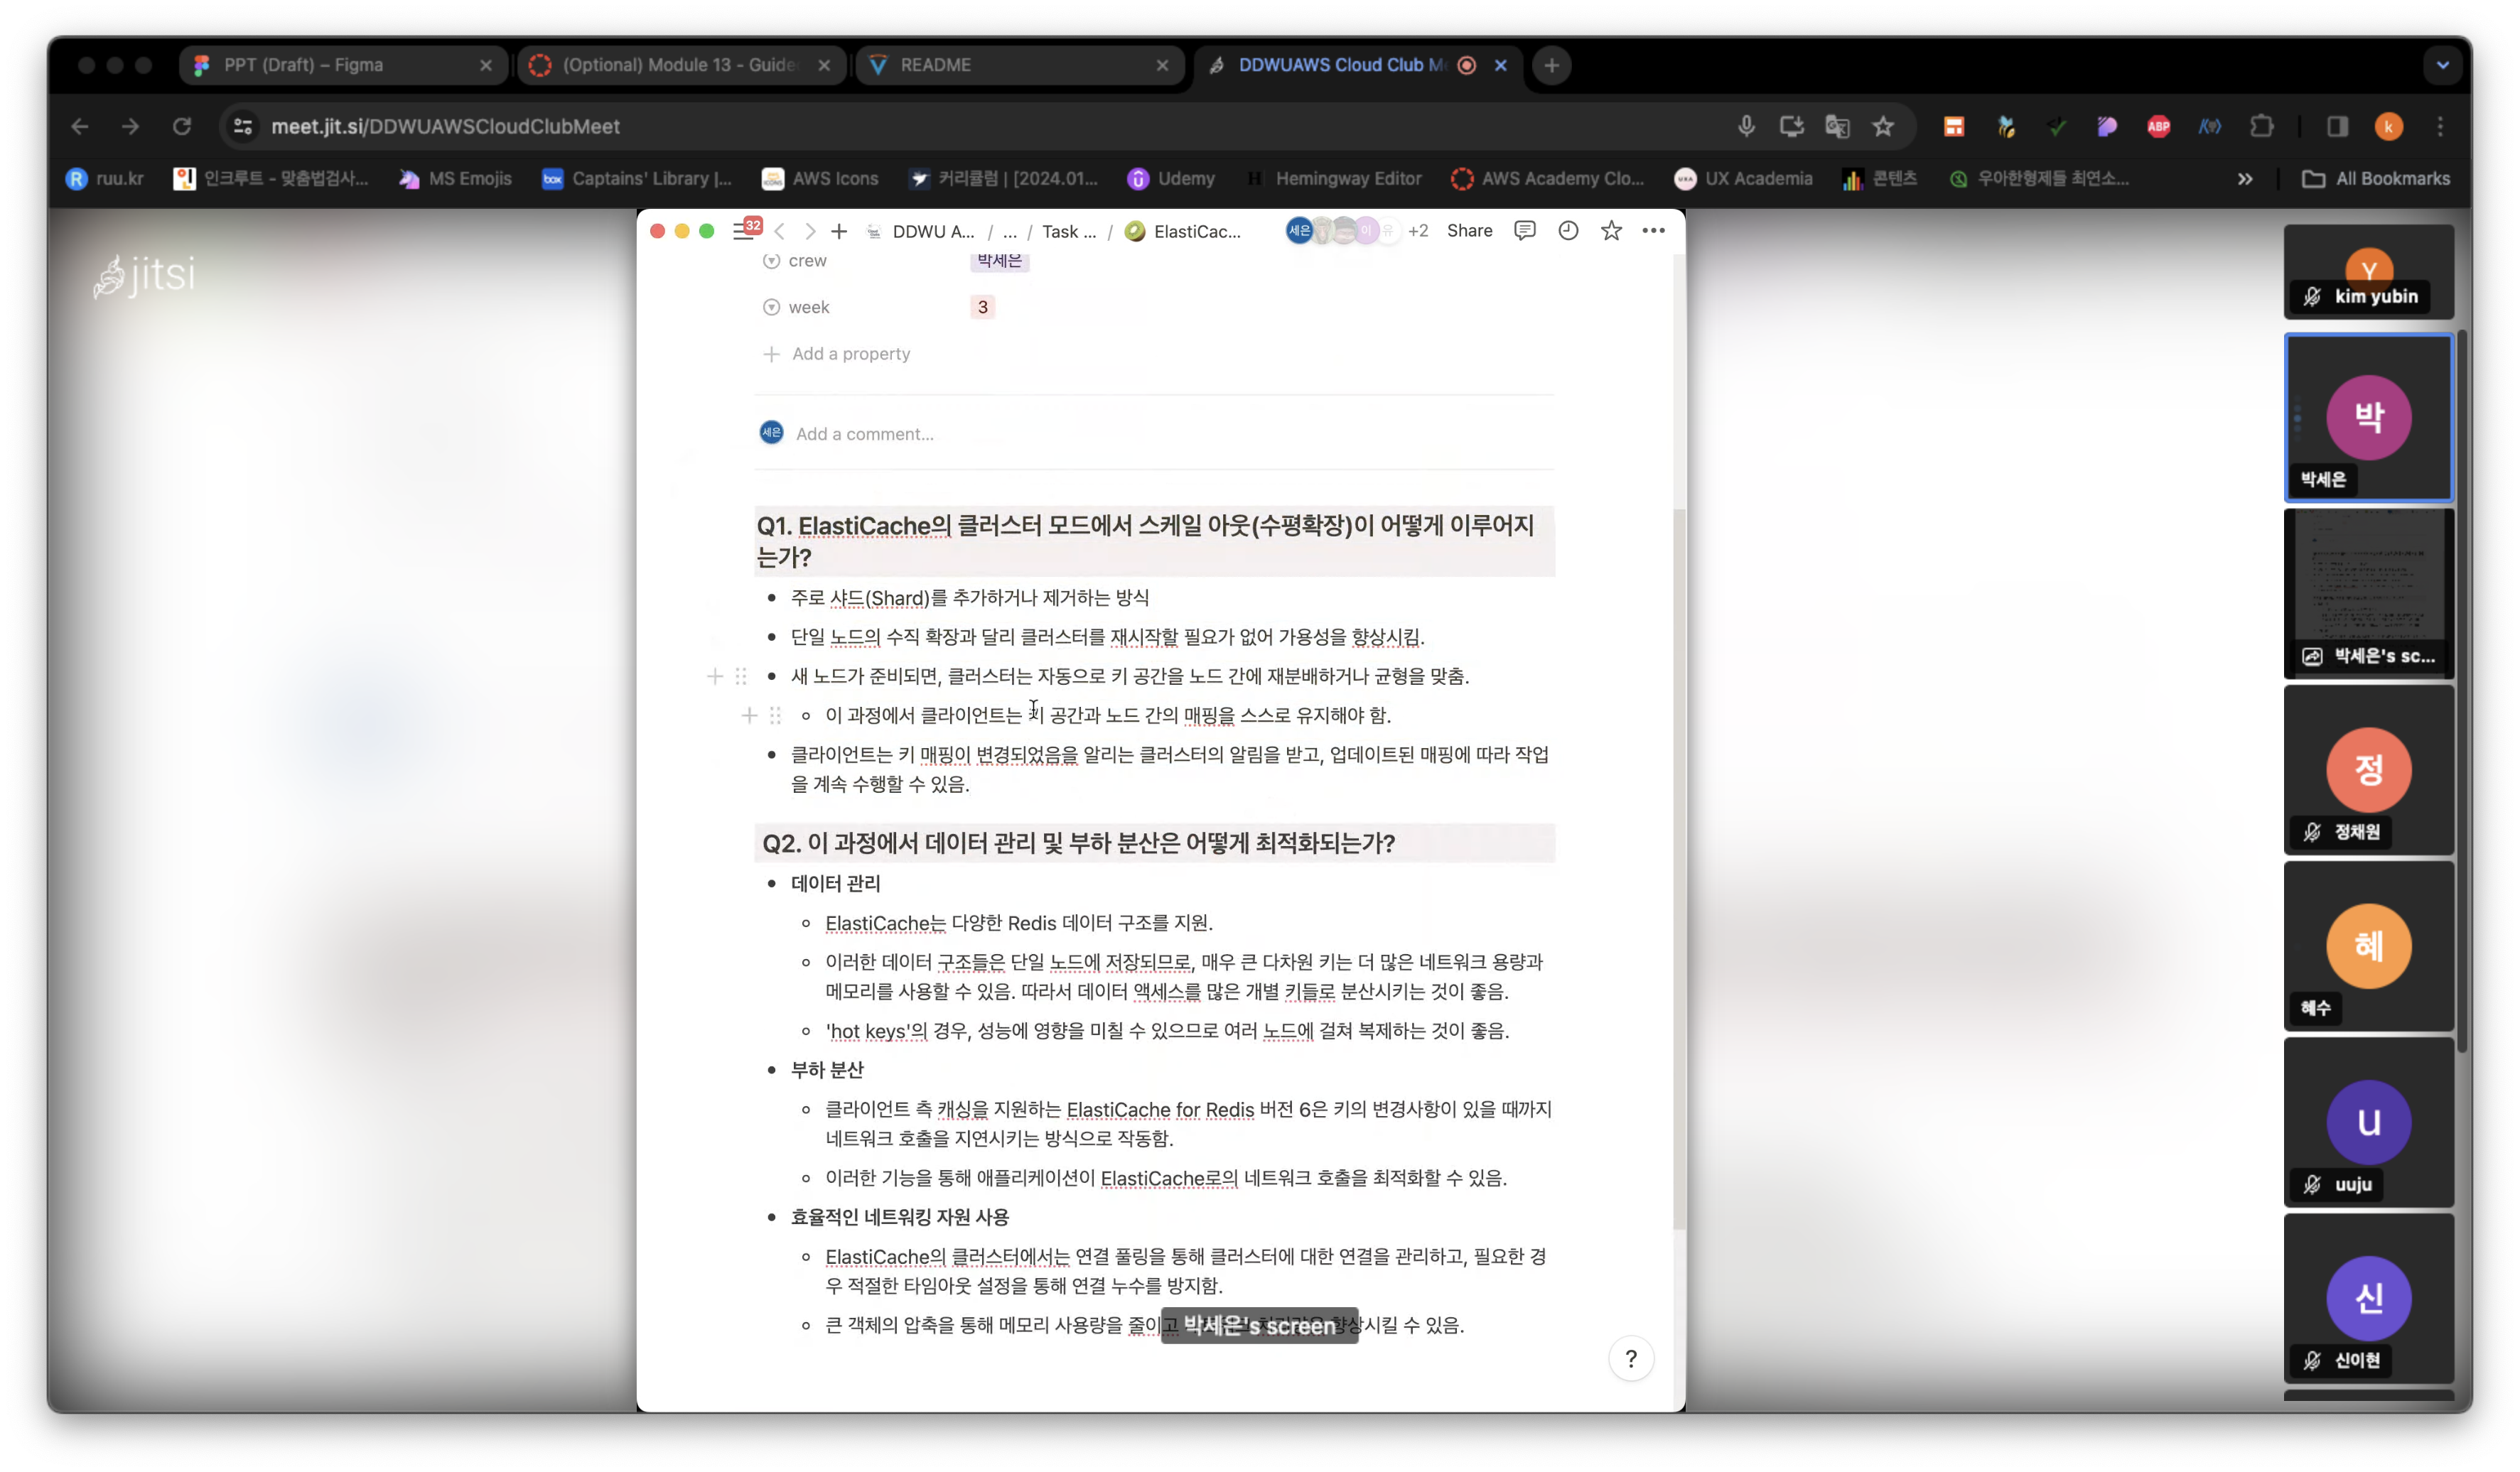 PPT (Draft) – Figma
(Optional) Module 13 - Guide
README
DDWUAWS Cloud Club M
meet.jit.si/DDWUAWSCloudClubMeet
ABP
k
ruu.kr
인크루트 - 맞춤법검사...
MS Emojis
box
Captains' Library |...
AWS Icons
커리큘럼 | [2024.01...
Udemy
Hemingway Editor
AWS Academy Clo...
UX Academia
콘텐츠
우아한형제들 최연소...
All Bookmarks
jitsi
32
DDWU A... / ... / Task ... / ElastiCac...
세은
이
유
+2
Share
crew
박세은
week
3
Add a property
세은
Add a comment...
Q1. ElastiCache의 클러스터 모드에서 스케일 아웃(수평확장)이 어떻게 이루어지
는가?
주로 샤드(Shard)를 추가하거나 제거하는 방식
단일 노드의 수직 확장과 달리 클러스터를 재시작할 필요가 없어 가용성을 향상시킴.
새 노드가 준비되면, 클러스터는 자동으로 키 공간을 노드 간에 재분배하거나 균형을 맞춤.
이 과정에서 클라이언트는 키 공간과 노드 간의 매핑을 스스로 유지해야 함.
클라이언트는 키 매핑이 변경되었음을 알리는 클러스터의 알림을 받고, 업데이트된 매핑에 따라 작업
을 계속 수행할 수 있음.
Q2. 이 과정에서 데이터 관리 및 부하 분산은 어떻게 최적화되는가?
데이터 관리
ElastiCache는 다양한 Redis 데이터 구조를 지원.
이러한 데이터 구조들은 단일 노드에 저장되므로, 매우 큰 다차원 키는 더 많은 네트워크 용량과
메모리를 사용할 수 있음. 따라서 데이터 액세스를 많은 개별 키들로 분산시키는 것이 좋음.
'hot keys'의 경우, 성능에 영향을 미칠 수 있으므로 여러 노드에 걸쳐 복제하는 것이 좋음.
부하 분산
클라이언트 측 캐싱을 지원하는 ElastiCache for Redis 버전 6은 키의 변경사항이 있을 때까지
네트워크 호출을 지연시키는 방식으로 작동함.
이러한 기능을 통해 애플리케이션이 ElastiCache로의 네트워크 호출을 최적화할 수 있음.
효율적인 네트워킹 자원 사용
ElastiCache의 클러스터에서는 연결 풀링을 통해 클러스터에 대한 연결을 관리하고, 필요한 경
우 적절한 타임아웃 설정을 통해 연결 누수를 방지함.
큰 객체의 압축을 통해 메모리 사용량을 줄이고 향상시킬 수 있음.
박세은's screen
?
Y
kim yubin
박
박세은
박세은's sc...
정
정채원
혜
혜수
u
uuju
신
신이현